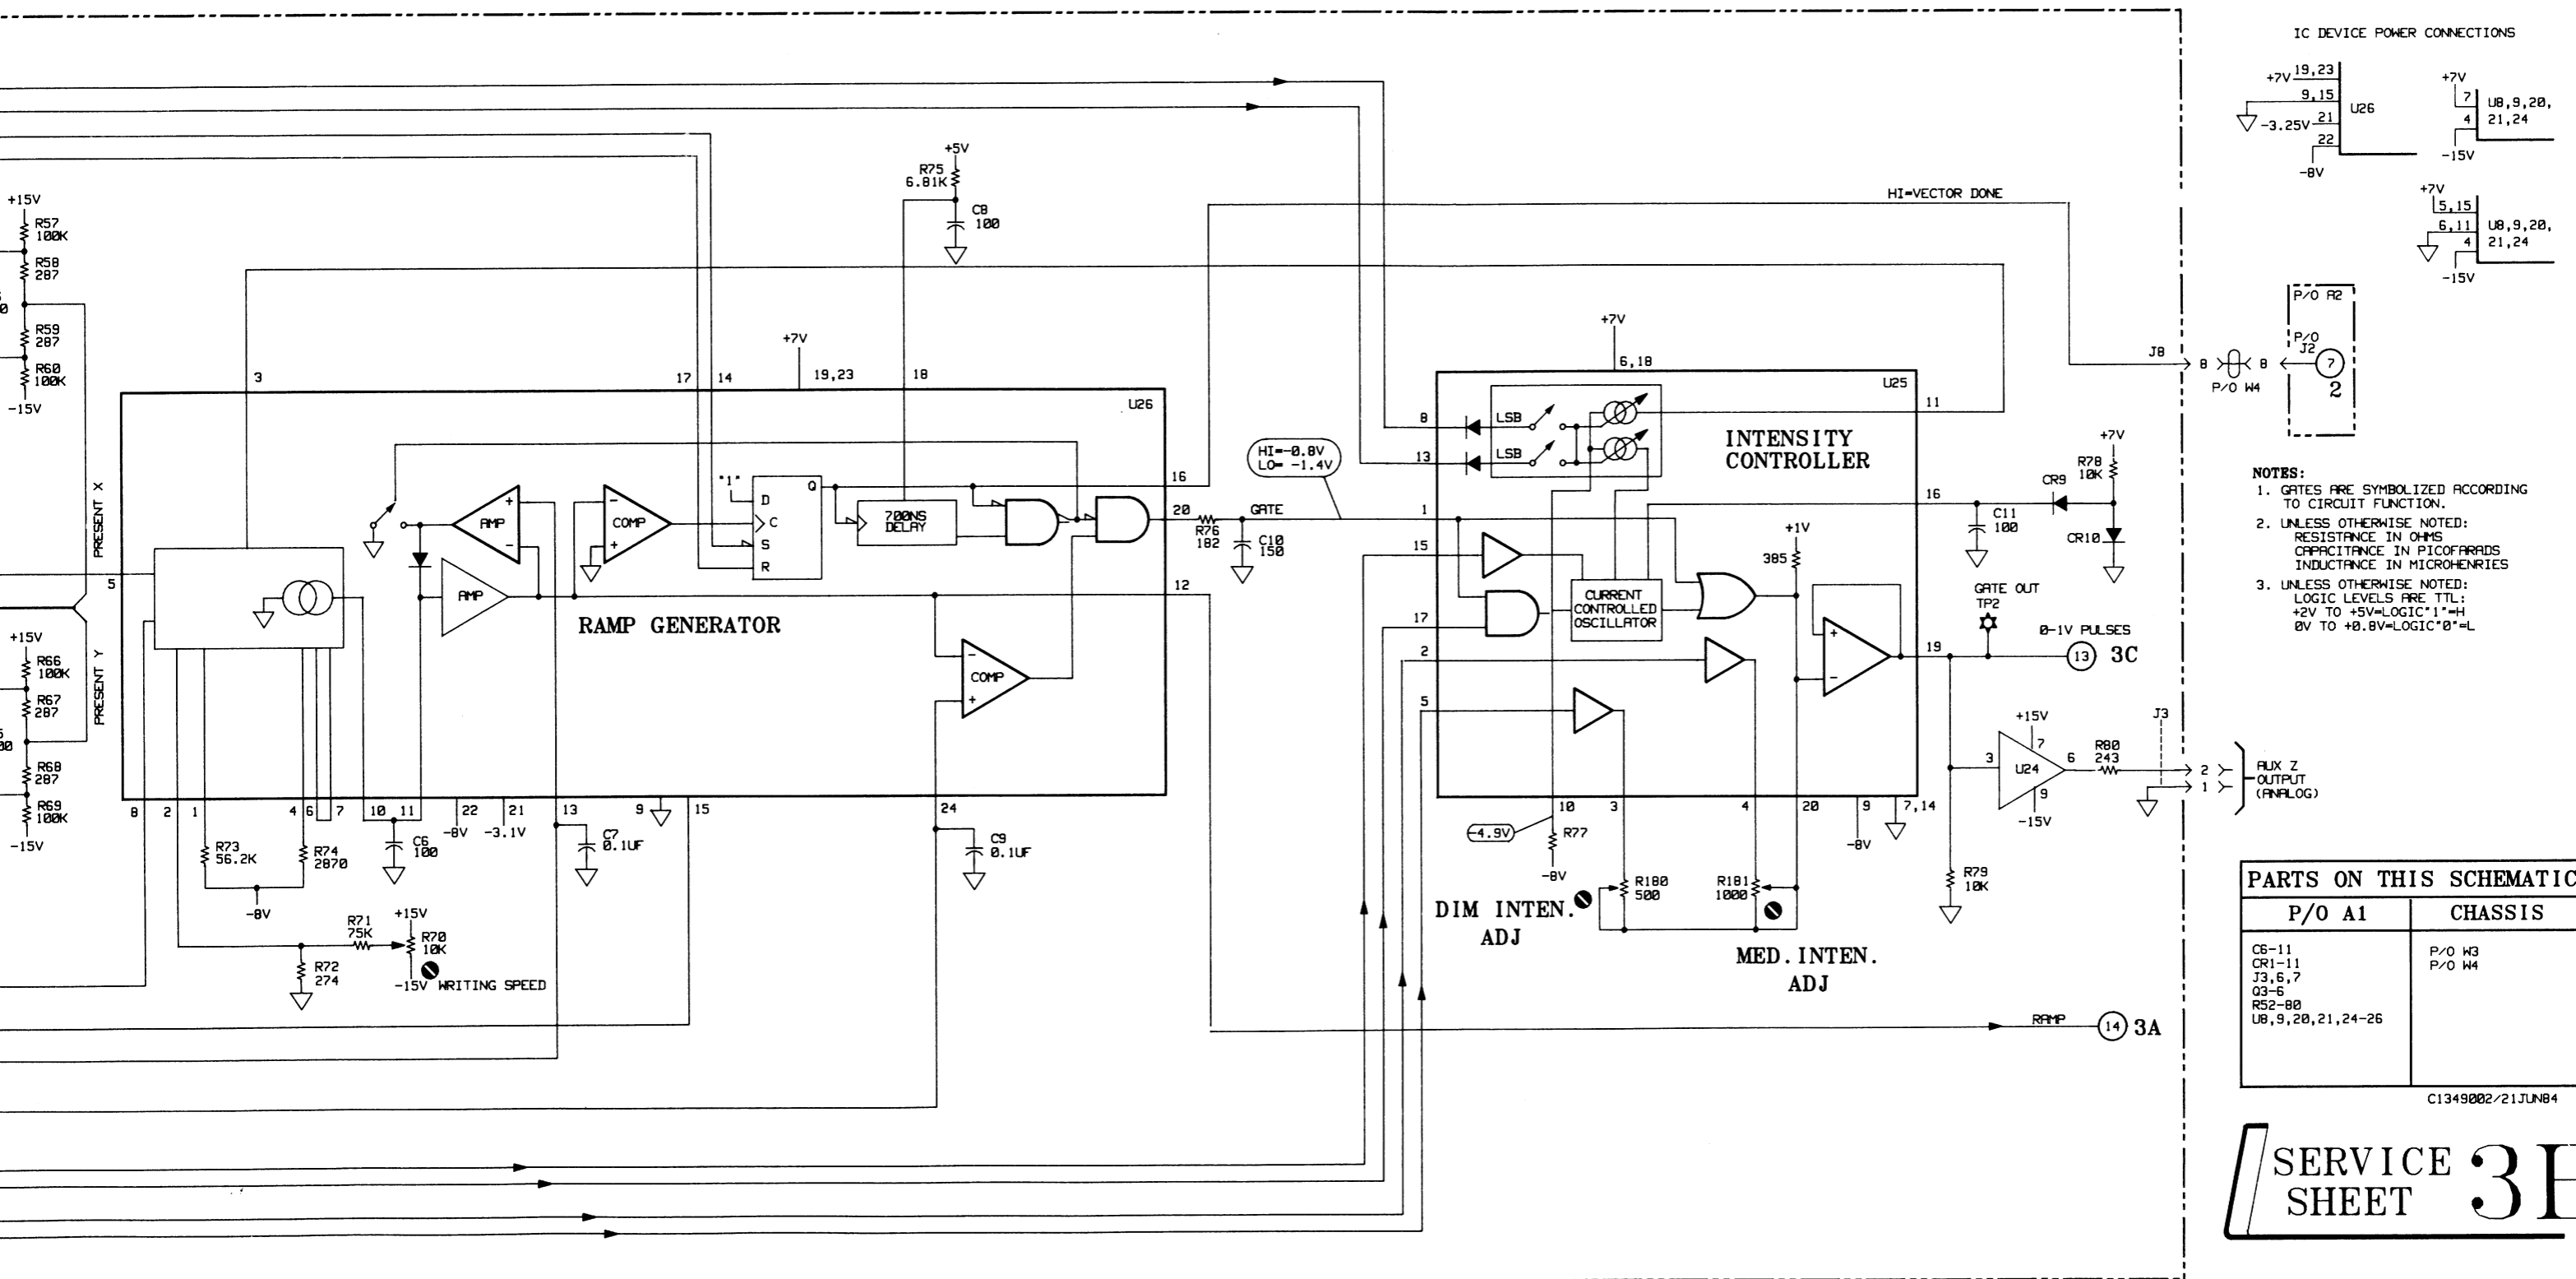 IC DEVICE POWER CONNECTIONS
+7V 19,23
9,15
U26
-3.25V 21
22
-8V
+7V
7
U8,9,20,
4
21,24
-15V
+7V
5,15
6,11
U8,9,20,
4
21,24
-15V
HI=VECTOR DONE
+5V
R75
6.81K
C8
100
+15V
R57
100K
R58
287
R59
287
R60
100K
-15V
PRESENT X
PRESENT Y
+15V
R66
100K
R67
287
R68
287
R69
100K
-15V
3
17
14
+7V
19,23
18
U26
"1"
D
Q
C
S
R
700NS
DELAY
AMP
+
-
AMP
COMP
-
+
COMP
-
+
RAMP GENERATOR
5
16
20
12
R76
182
C10
150
GATE
HI=-0.8V
LO= -1.4V
8
2
1
4
6
7
10
11
22
21
13
9
15
24
-8V
-3.1V
C6
100
C7
0.1UF
C9
0.1UF
R73
56.2K
R74
2870
-8V
R71
75K
+15V
R70
10K
R72
274
-15V WRITING SPEED
+7V
6,18
U25
8
13
LSB
LSB
INTENSITY
CONTROLLER
11
16
1
15
17
2
5
CURRENT
CONTROLLED
OSCILLATOR
+1V
385
+
-
19
10
3
4
20
9
7,14
-4.9V
R77
-8V
-8V
R180
500
R181
1000
DIM INTEN.
ADJ
MED. INTEN.
ADJ
+7V
R78
10K
CR9
CR10
C11
100
GATE OUT
TP2
0-1V PULSES
13 3C
+15V
7
3
U24
6
9
-15V
R80
243
J3
2
1
AUX Z
OUTPUT
(ANALOG)
R79
10K
RAMP
14 3A
J8
8
8
P/O W4
P/O A2
P/O
J2
7
2
NOTES:
1. GATES ARE SYMBOLIZED ACCORDING
TO CIRCUIT FUNCTION.
2. UNLESS OTHERWISE NOTED:
RESISTANCE IN OHMS
CAPACITANCE IN PICOFARADS
INDUCTANCE IN MICROHENRIES
3. UNLESS OTHERWISE NOTED:
LOGIC LEVELS ARE TTL:
+2V TO +5V=LOGIC"1"=H
0V TO +0.8V=LOGIC"0"=L
PARTS ON THIS SCHEMATIC
P/O A1
CHASSIS
C6-11
CR1-11
J3,6,7
Q3-6
R52-80
U8,9,20,21,24-26
P/O W3
P/O W4
C1349002/21JUN84
SERVICE
SHEET
3